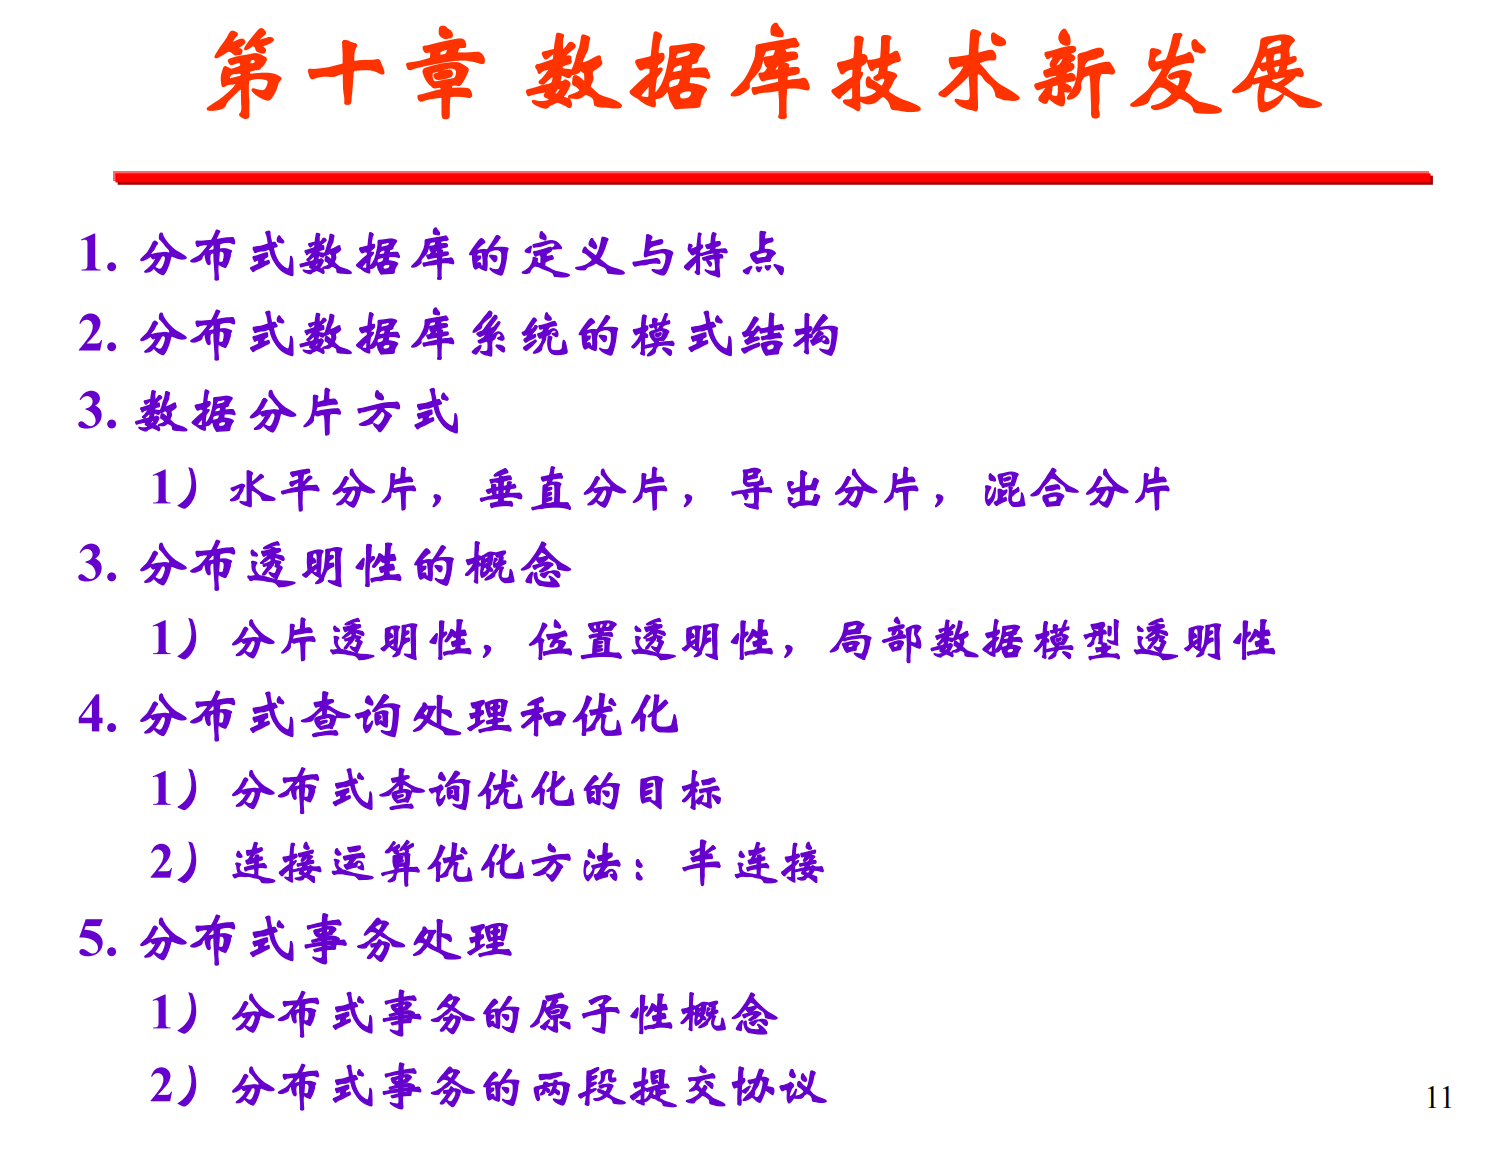 第十章 数据库技术新发展
1. 分布式数据库的定义与特点
2. 分布式数据库系统的模式结构
3. 数据分片方式
1）水平分片，垂直分片，导出分片，混合分片
3. 分布透明性的概念
1）分片透明性，位置透明性，局部数据模型透明性
4. 分布式查询处理和优化
1）分布式查询优化的目标
2）连接运算优化方法：半连接
5. 分布式事务处理
1）分布式事务的原子性概念
2）分布式事务的两段提交协议
11